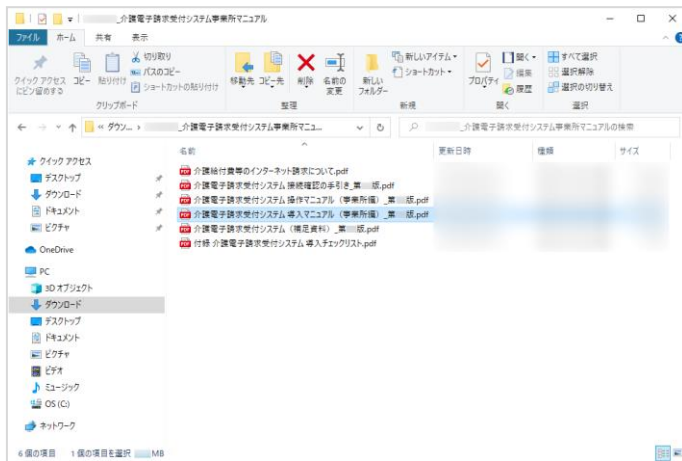 _介護電子請求受付システム事業所マニュアル
ファイル ホーム 共有 表示
クイック アクセスにピン留めする
コピー
貼り付け
切り取り
パスのコピー
ショートカットの貼り付け
クリップボード
移動先
コピー先
削除
名前の変更
整理
新しいフォルダー
新しいアイテム
ショートカット
新規
プロパティ
開く
編集
履歴
開く
すべて選択
選択解除
選択の切り替え
選択
« ダウン... › _介護電子請求受付システム事業所マニュ...
_介護電子請求受付システム事業所マニュアルの検索
名前 更新日時 種類 サイズ
介護給付費等のインターネット請求について.pdf
介護電子請求受付システム 接続確認の手引き_第 版.pdf
介護電子請求受付システム 操作マニュアル（事業所編）_第 版.pdf
介護電子請求受付システム 導入マニュアル（事業所編）_第 版.pdf
介護電子請求受付システム（補足資料）_第 版.pdf
付録 介護電子請求受付システム 導入チェックリスト.pdf
クイック アクセス
デスクトップ
ダウンロード
ドキュメント
ピクチャ
OneDrive
PC
3D オブジェクト
ダウンロード
デスクトップ
ドキュメント
ピクチャ
ビデオ
ミュージック
OS (C:)
ネットワーク
6 個の項目 1 個の項目を選択 MB